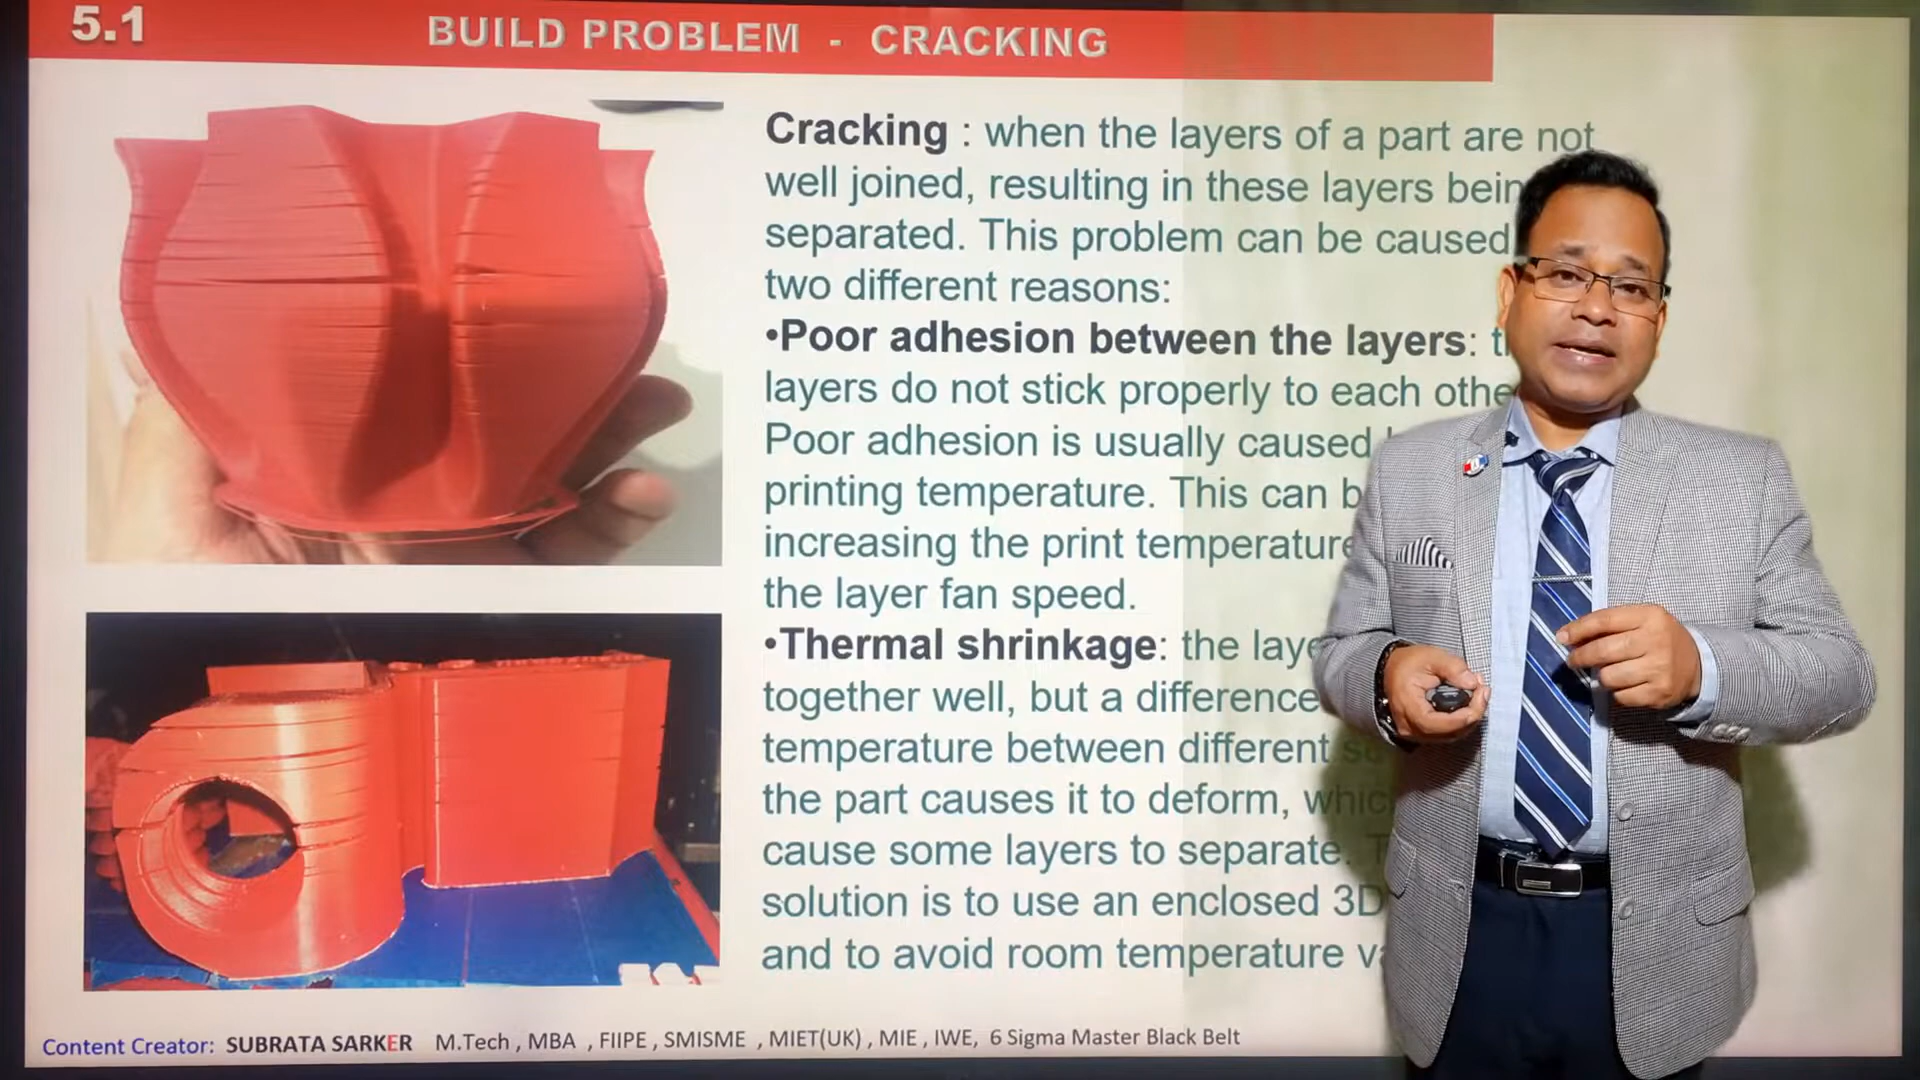 5.1 BUILD PROBLEM - CRACKING
Cracking : when the layers of a part are not
well joined, resulting in these layers
separated. This problem can be caused
two different reasons:
•Poor adhesion between the layers:
layers do not stick properly to each
Poor adhesion is usually caused
printing temperature. This can
increasing the print temperature
the layer fan speed.
•Thermal shrinkage: the
together well, but a difference
temperature between different
the part causes it to deform,
cause some layers to separate.
solution is to use an enclosed 3D
and to avoid room temperature
Content Creator: SUBRATA SARKER M.Tech , MBA , FIIPE , SMISME , MIET(UK) , MIE , IWE, 6 Sigma Master Black Belt